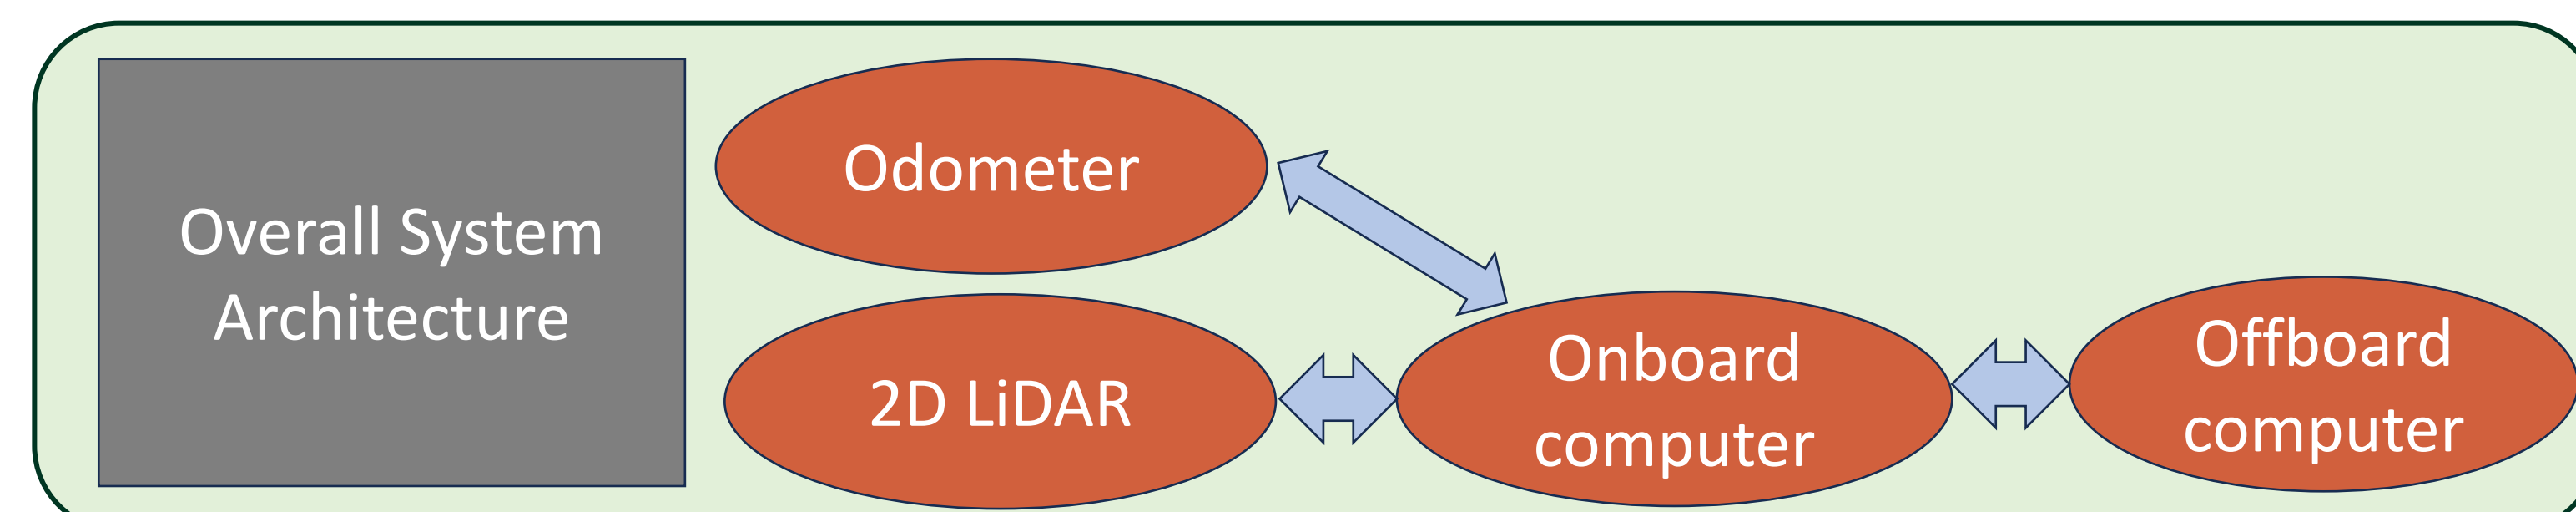 Overall System
Architecture
Odometer
2D LiDAR
Onboard
computer
Offboard
computer